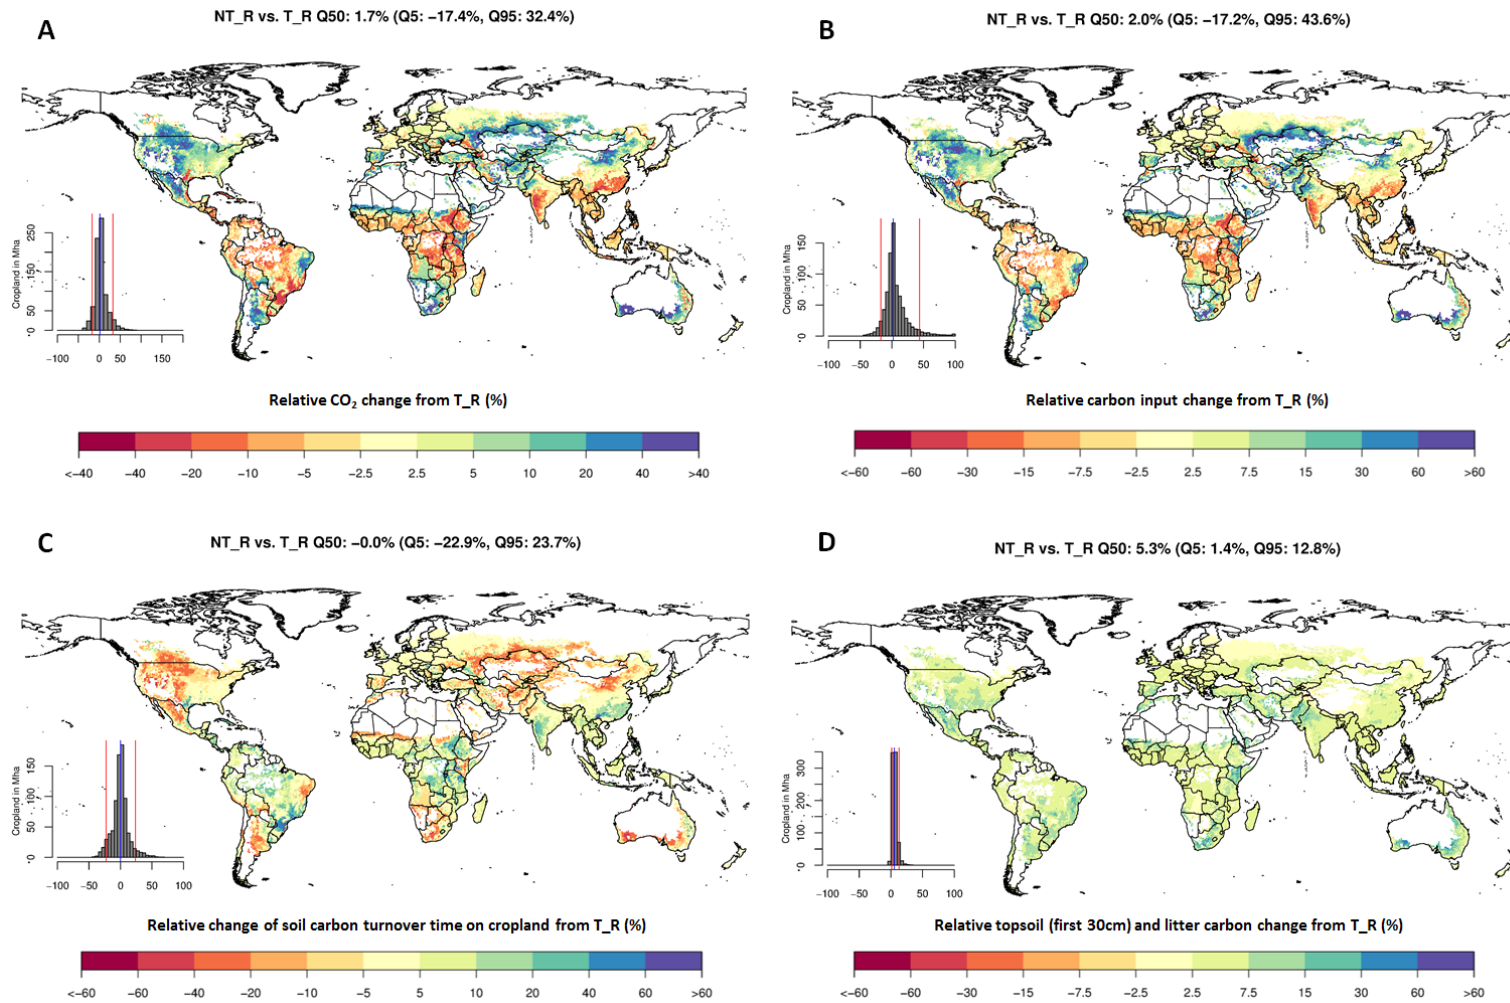 A
NT_R vs. T_R Q50: 1.7% (Q5: −17.4%, Q95: 32.4%)
Cropland in Mha
250
150
50
0
−100 0 50 150
Relative CO₂ change from T_R (%)
<−40 −40 −20 −10 −5 −2.5 2.5 5 10 20 40 >40
B
NT_R vs. T_R Q50: 2.0% (Q5: −17.2%, Q95: 43.6%)
Cropland in Mha
150
100
50
0
−100 −50 0 50 100
Relative carbon input change from T_R (%)
<−60 −60 −30 −15 −7.5 −2.5 2.5 7.5 15 30 60 >60
C
NT_R vs. T_R Q50: −0.0% (Q5: −22.9%, Q95: 23.7%)
Cropland in Mha
150
100
50
0
−100 −50 0 50 100
Relative change of soil carbon turnover time on cropland from T_R (%)
<−60 −60 −40 −20 −10 −5 5 10 20 40 60 >60
D
NT_R vs. T_R Q50: 5.3% (Q5: 1.4%, Q95: 12.8%)
Cropland in Mha
300
200
100
0
−100 −50 0 50 100
Relative topsoil (first 30cm) and litter carbon change from T_R (%)
<−60 −60 −30 −15 −7.5 −2.5 2.5 7.5 15 30 60 >60